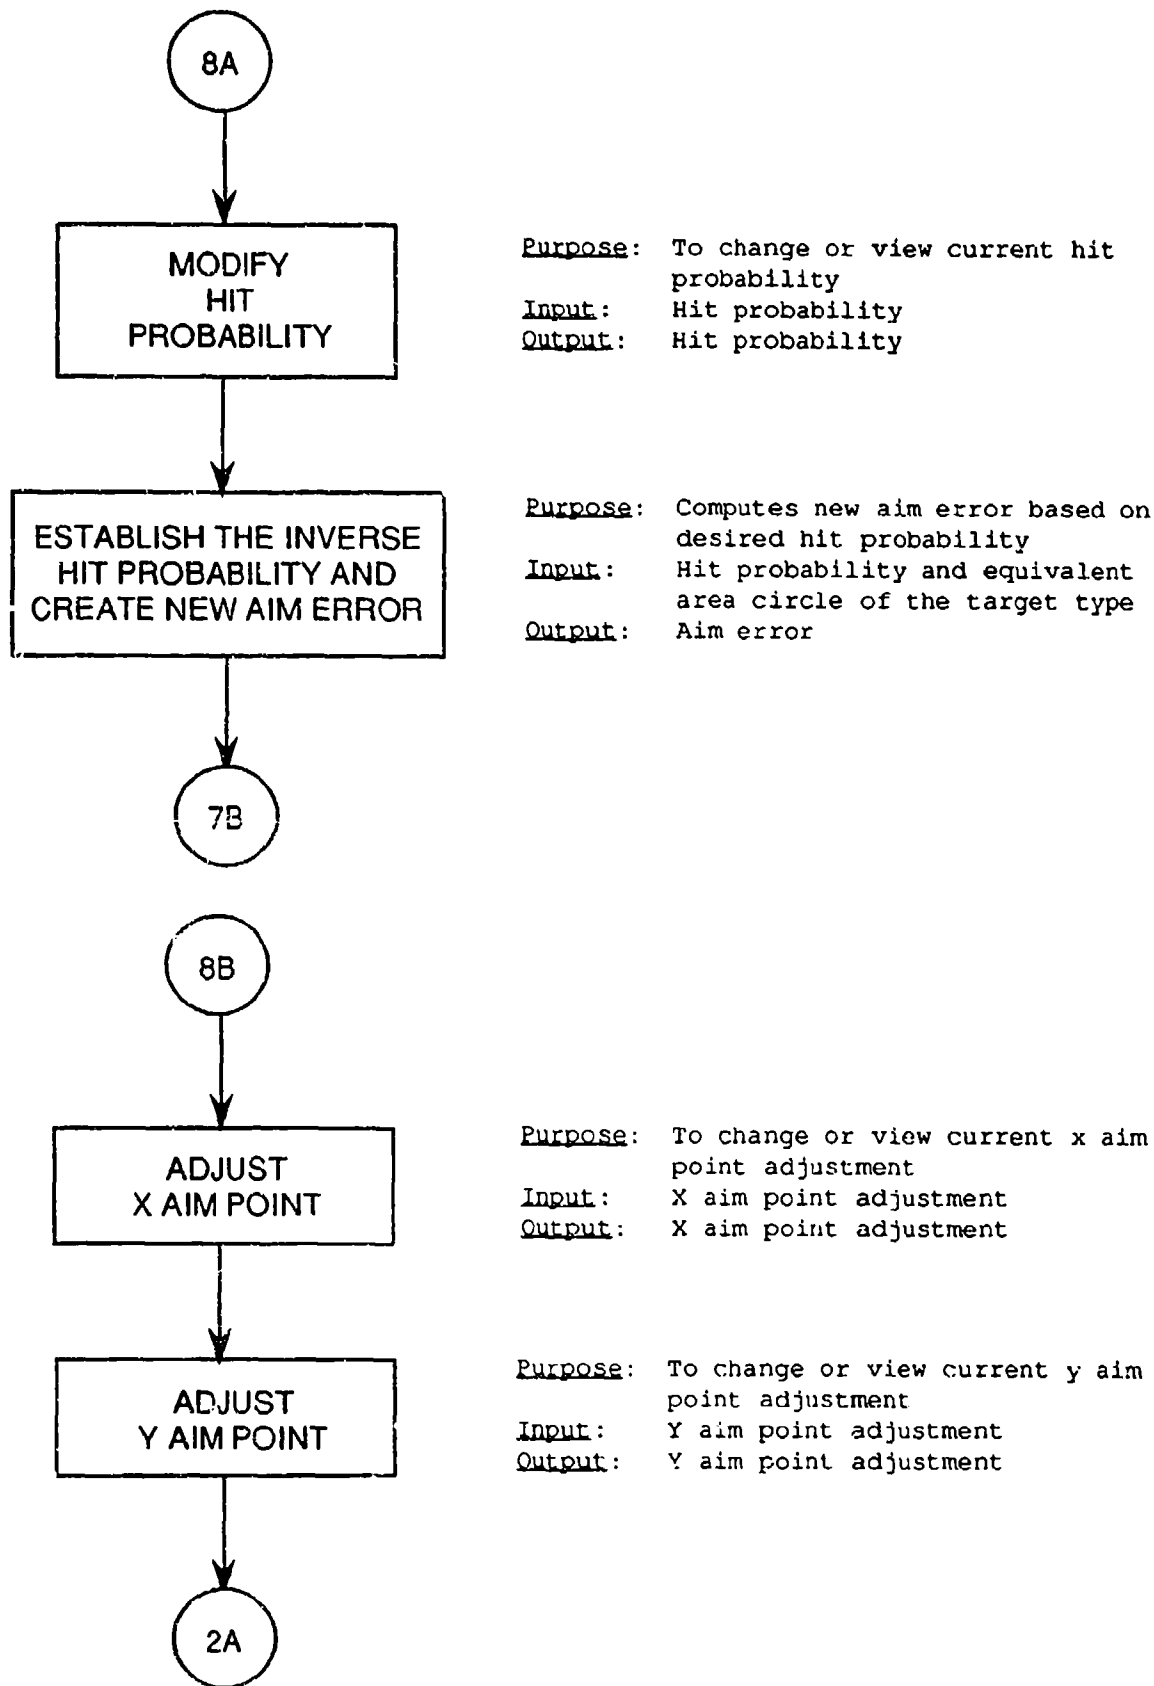 8A
MODIFY
HIT
PROBABILITY
Purpose: To change or view current hit
probability
Input: Hit probability
Output: Hit probability
ESTABLISH THE INVERSE
HIT PROBABILITY AND
CREATE NEW AIM ERROR
Purpose: Computes new aim error based on
desired hit probability
Input: Hit probability and equivalent
area circle of the target type
Output: Aim error
7B
8B
ADJUST
X AIM POINT
Purpose: To change or view current x aim
point adjustment
Input: X aim point adjustment
Output: X aim point adjustment
ADJUST
Y AIM POINT
Purpose: To change or view current y aim
point adjustment
Input: Y aim point adjustment
Output: Y aim point adjustment
2A